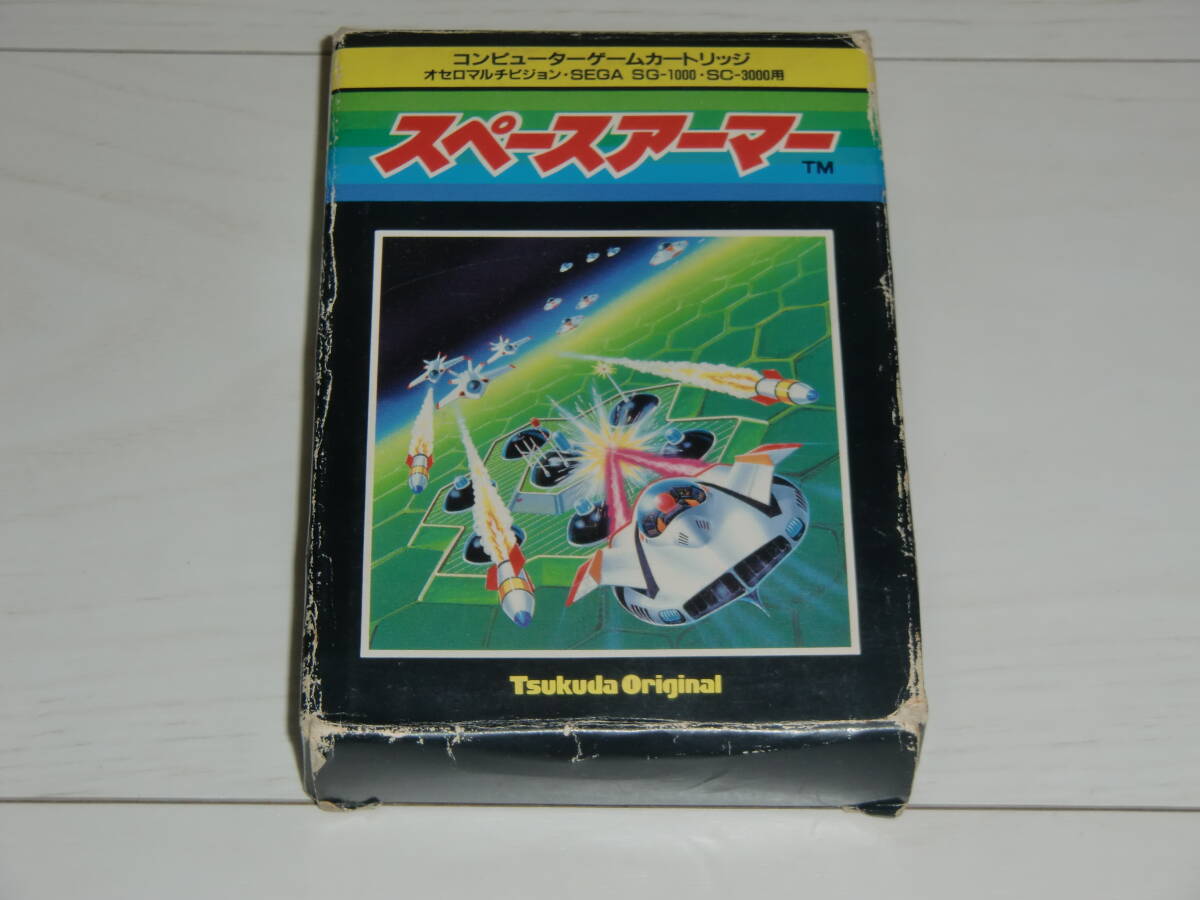 コンピューターゲームカートリッジ
オセロマルチビジョン・SEGA SG-1000・SC-3000用
スペースアーマー
TM
Tsukuda Original